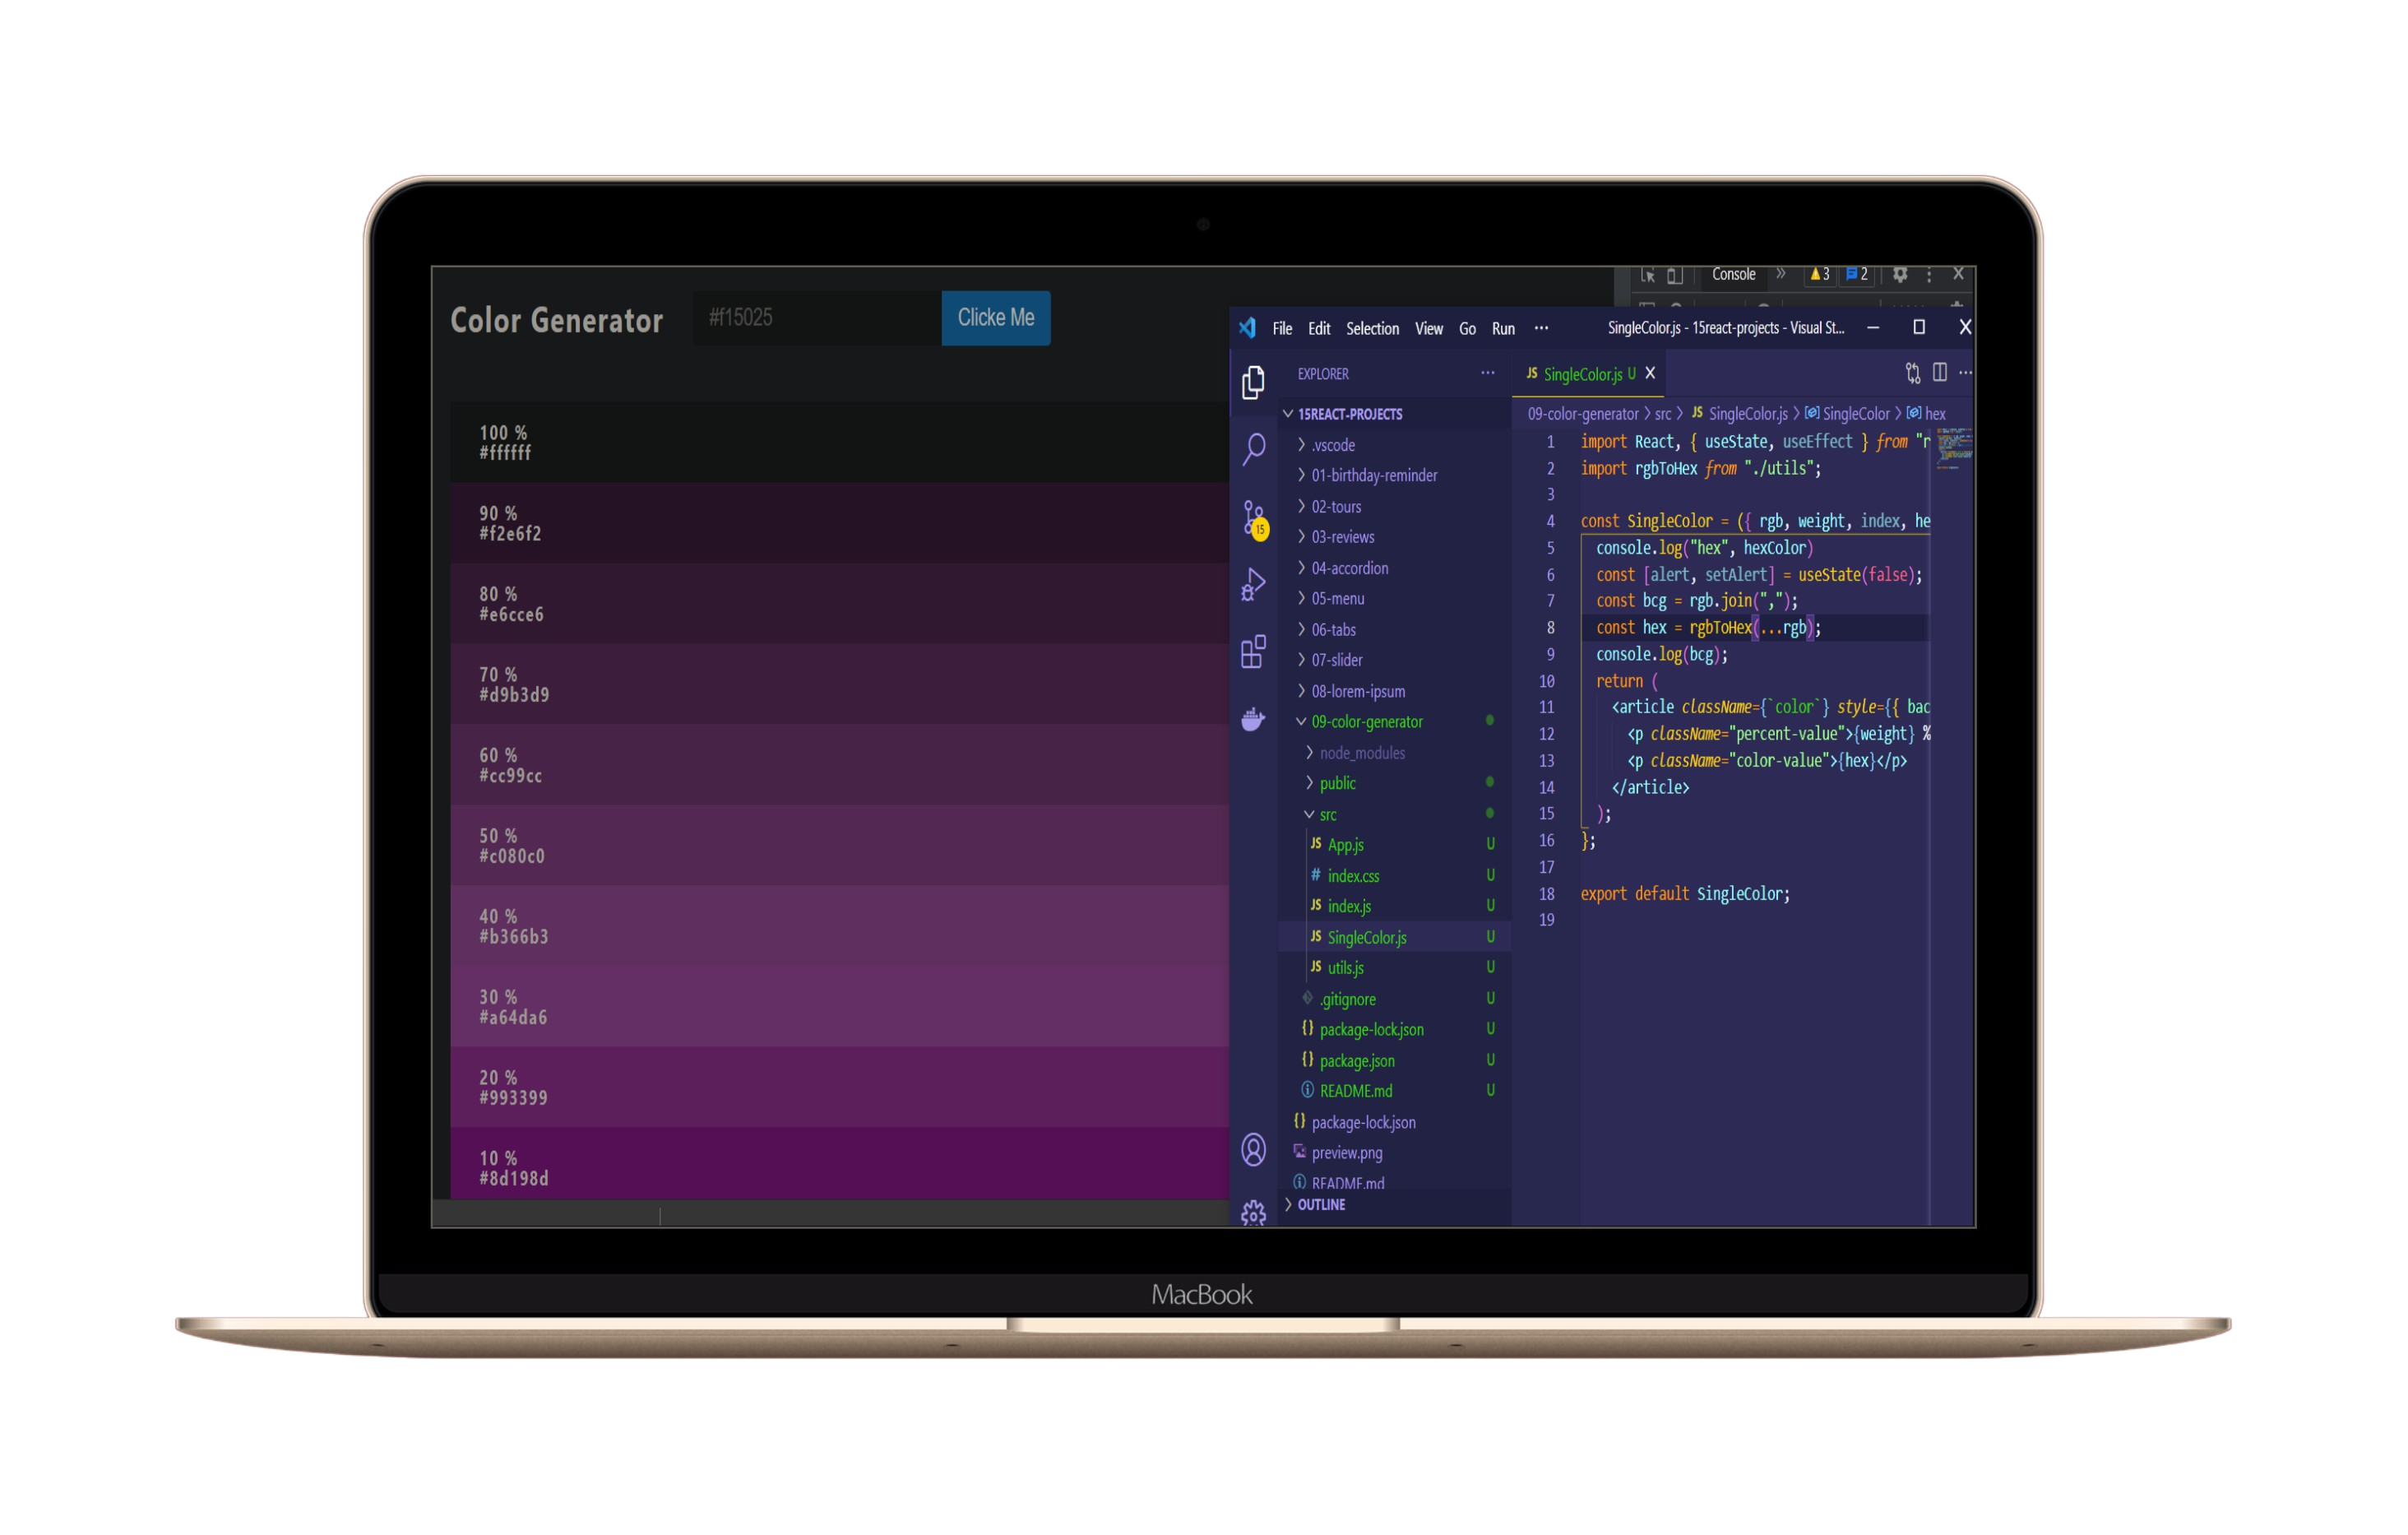 Color Generator
#f15025
Clicke Me
100 %
#ffffff
90 %
#f2e6f2
80 %
#e6cce6
70 %
#d9b3d9
60 %
#cc99cc
50 %
#c080c0
40 %
#b366b3
30 %
#a64da6
20 %
#993399
10 %
#8d198d
Console » 3 2
File Edit Selection View Go Run ··· SingleColor.js - 15react-projects - Visual St...
EXPLORER ···
15REACT-PROJECTS
.vscode
01-birthday-reminder
02-tours
03-reviews
04-accordion
05-menu
06-tabs
07-slider
08-lorem-ipsum
09-color-generator
node_modules
public
src
JS App.js U
# index.css U
JS index.js U
JS SingleColor.js U
JS utils.js U
.gitignore U
{} package-lock.json U
{} package.json U
README.md U
{} package-lock.json
preview.png
README.md
OUTLINE
15
JS SingleColor.js U X
09-color-generator > src > JS SingleColor.js > SingleColor > hex
1 import React, { useState, useEffect } from "r
2 import rgbToHex from "./utils";
3
4 const SingleColor = ({ rgb, weight, index, he
5 console.log("hex", hexColor)
6 const [alert, setAlert] = useState(false);
7 const bcg = rgb.join(",");
8 const hex = rgbToHex(...rgb);
9 console.log(bcg);
10 return (
11 <article className={`color`} style={{ bac
12 <p className="percent-value">{weight} %
13 <p className="color-value">{hex}</p>
14 </article>
15 );
16 };
17
18 export default SingleColor;
19
MacBook